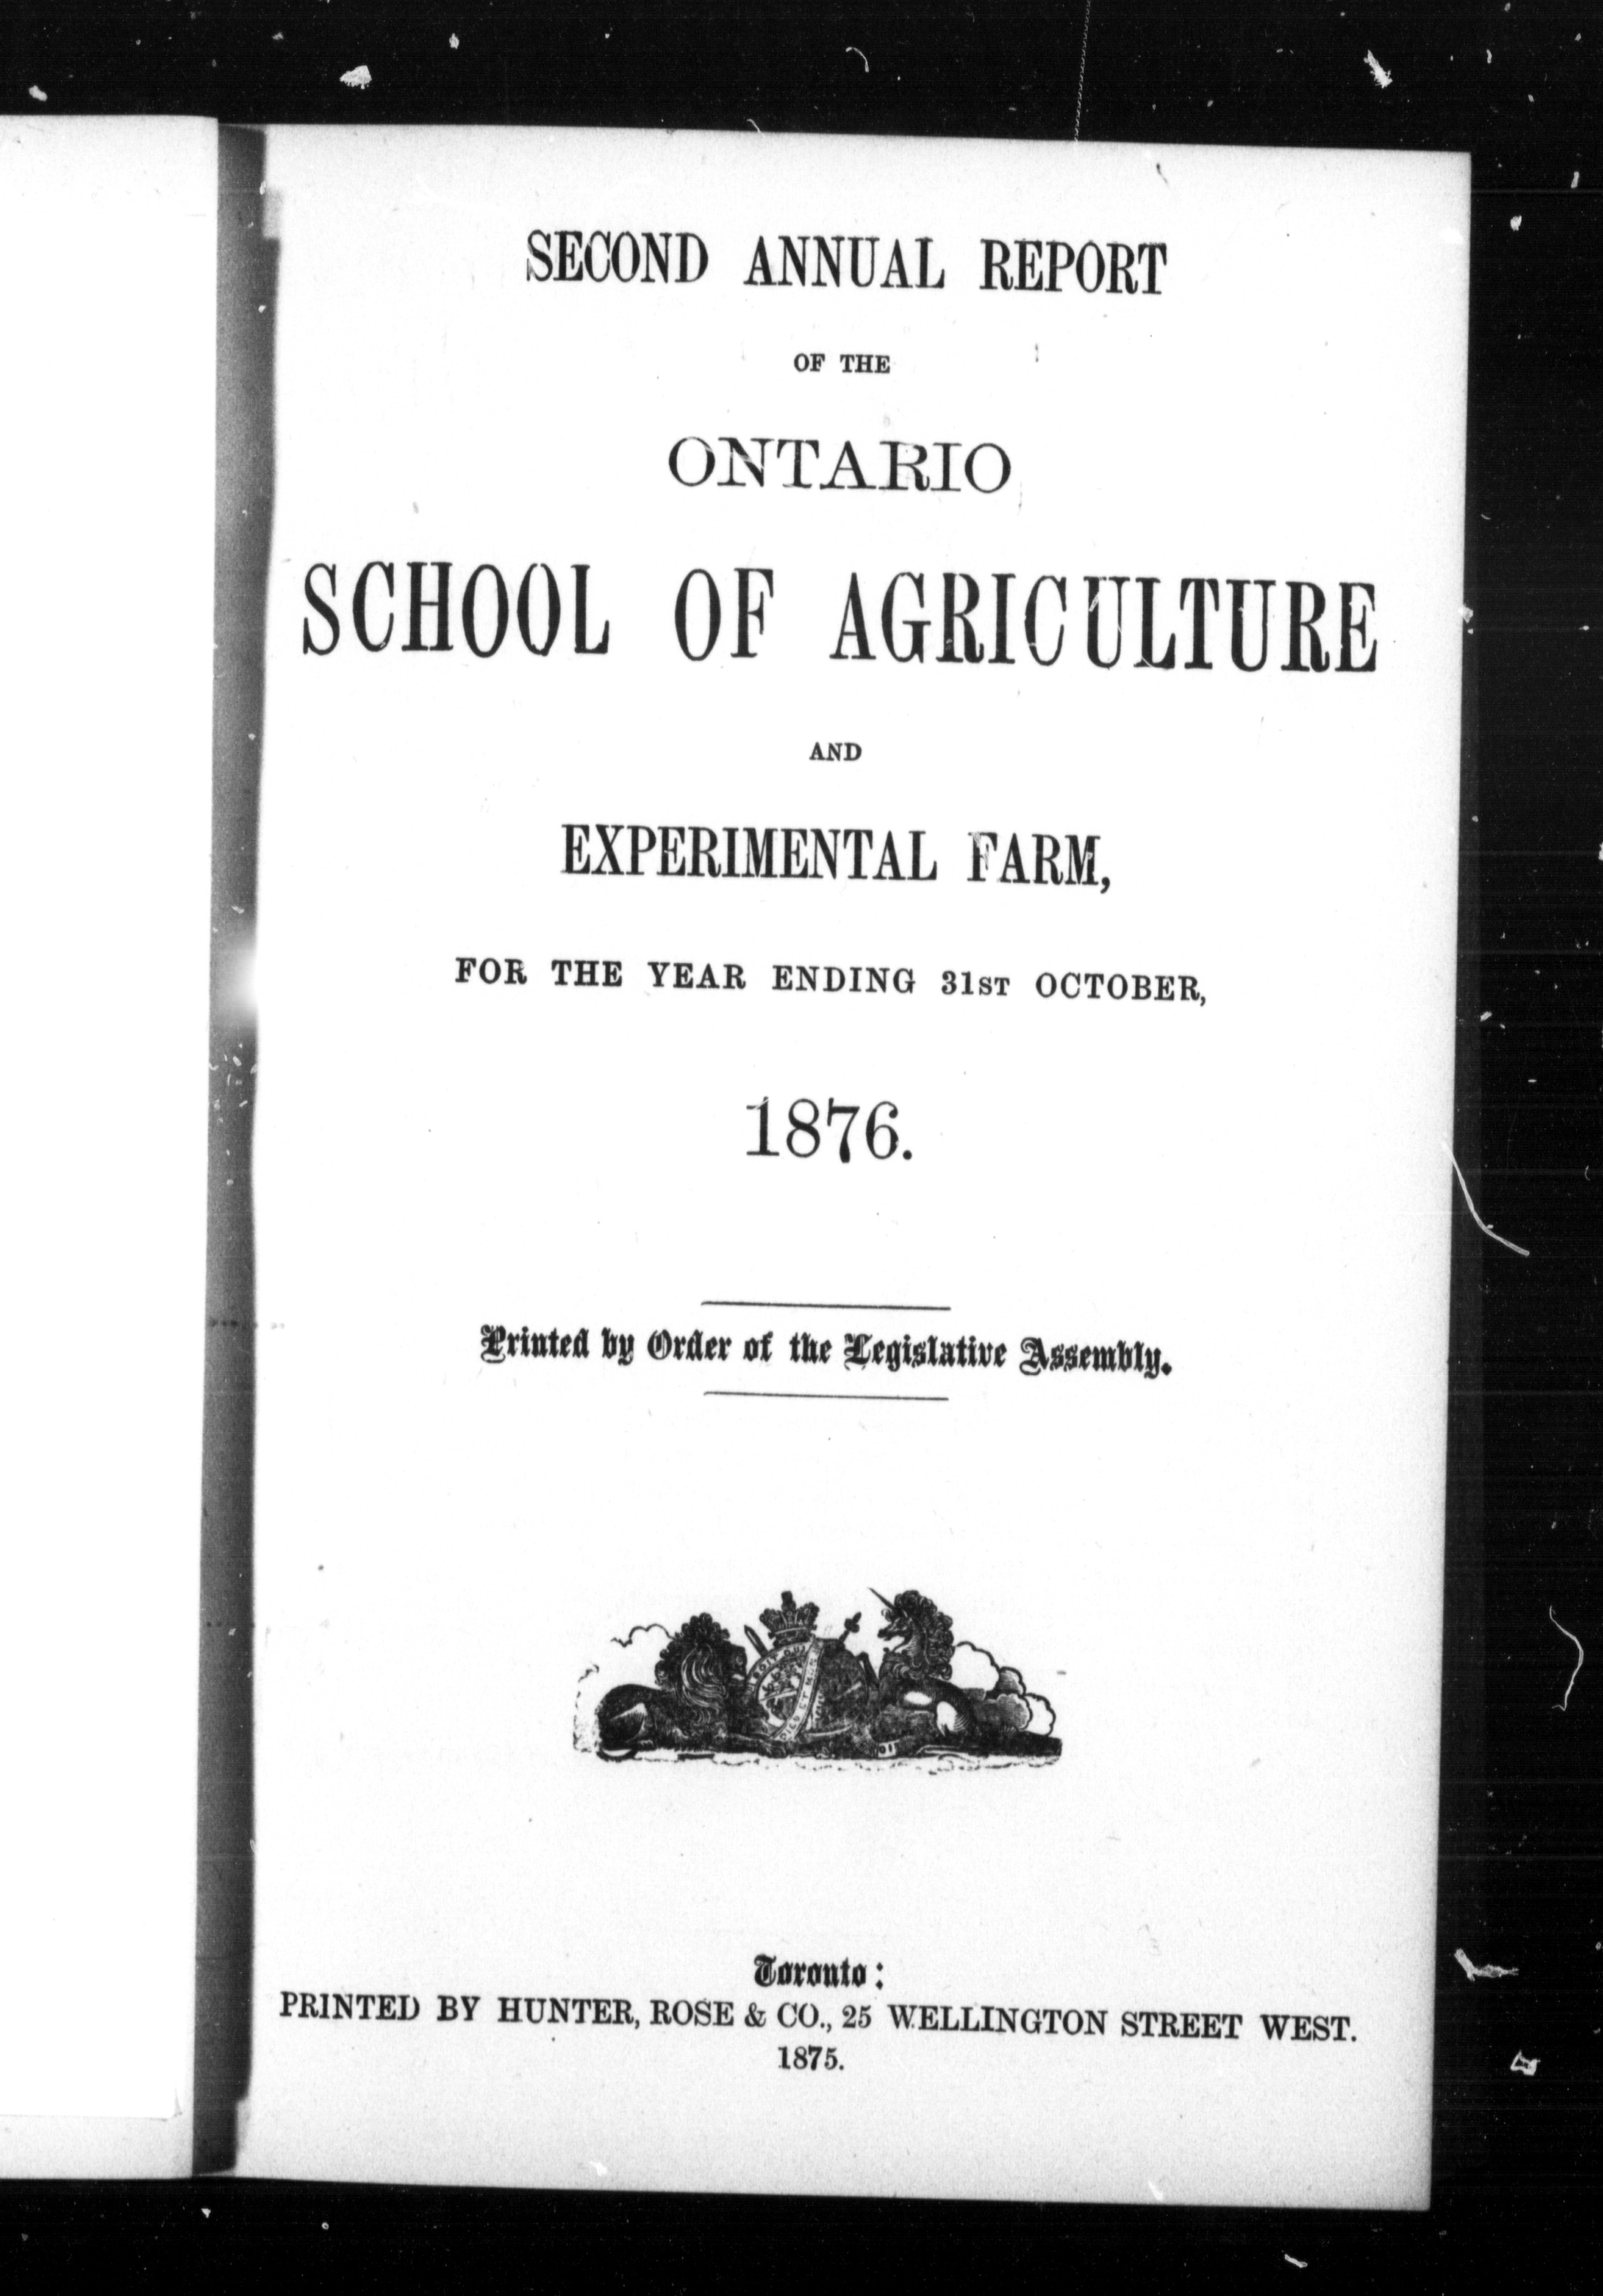 SECOND ANNUAL REPORT
OF THE
ONTARIO
SCHOOL OF AGRICULTURE
AND
EXPERIMENTAL FARM,
FOR THE YEAR ENDING 31ST OCTOBER,
1876.
Printed by Order of the Legislative Assembly.
Toronto:
PRINTED BY HUNTER, ROSE & CO., 25 WELLINGTON STREET WEST.
1875.